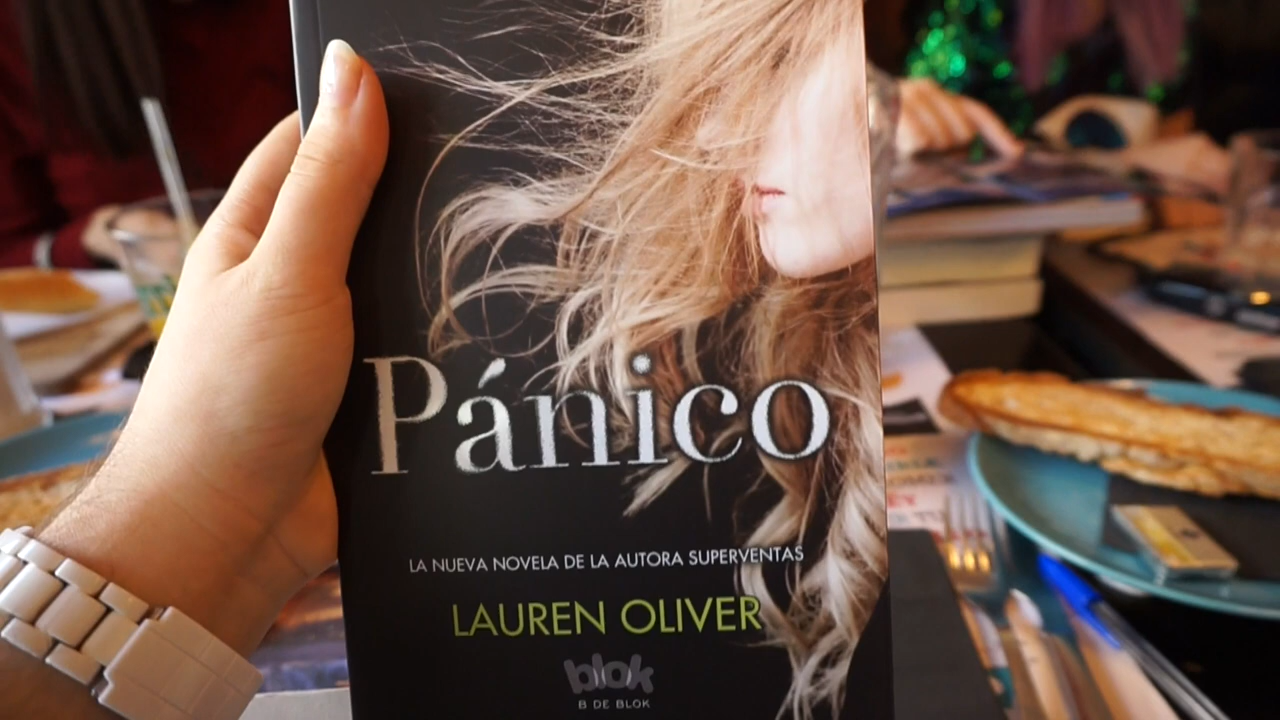 Pánico
LA NUEVA NOVELA DE LA AUTORA SUPERVENTAS
LAUREN OLIVER
blok
B DE BLOK